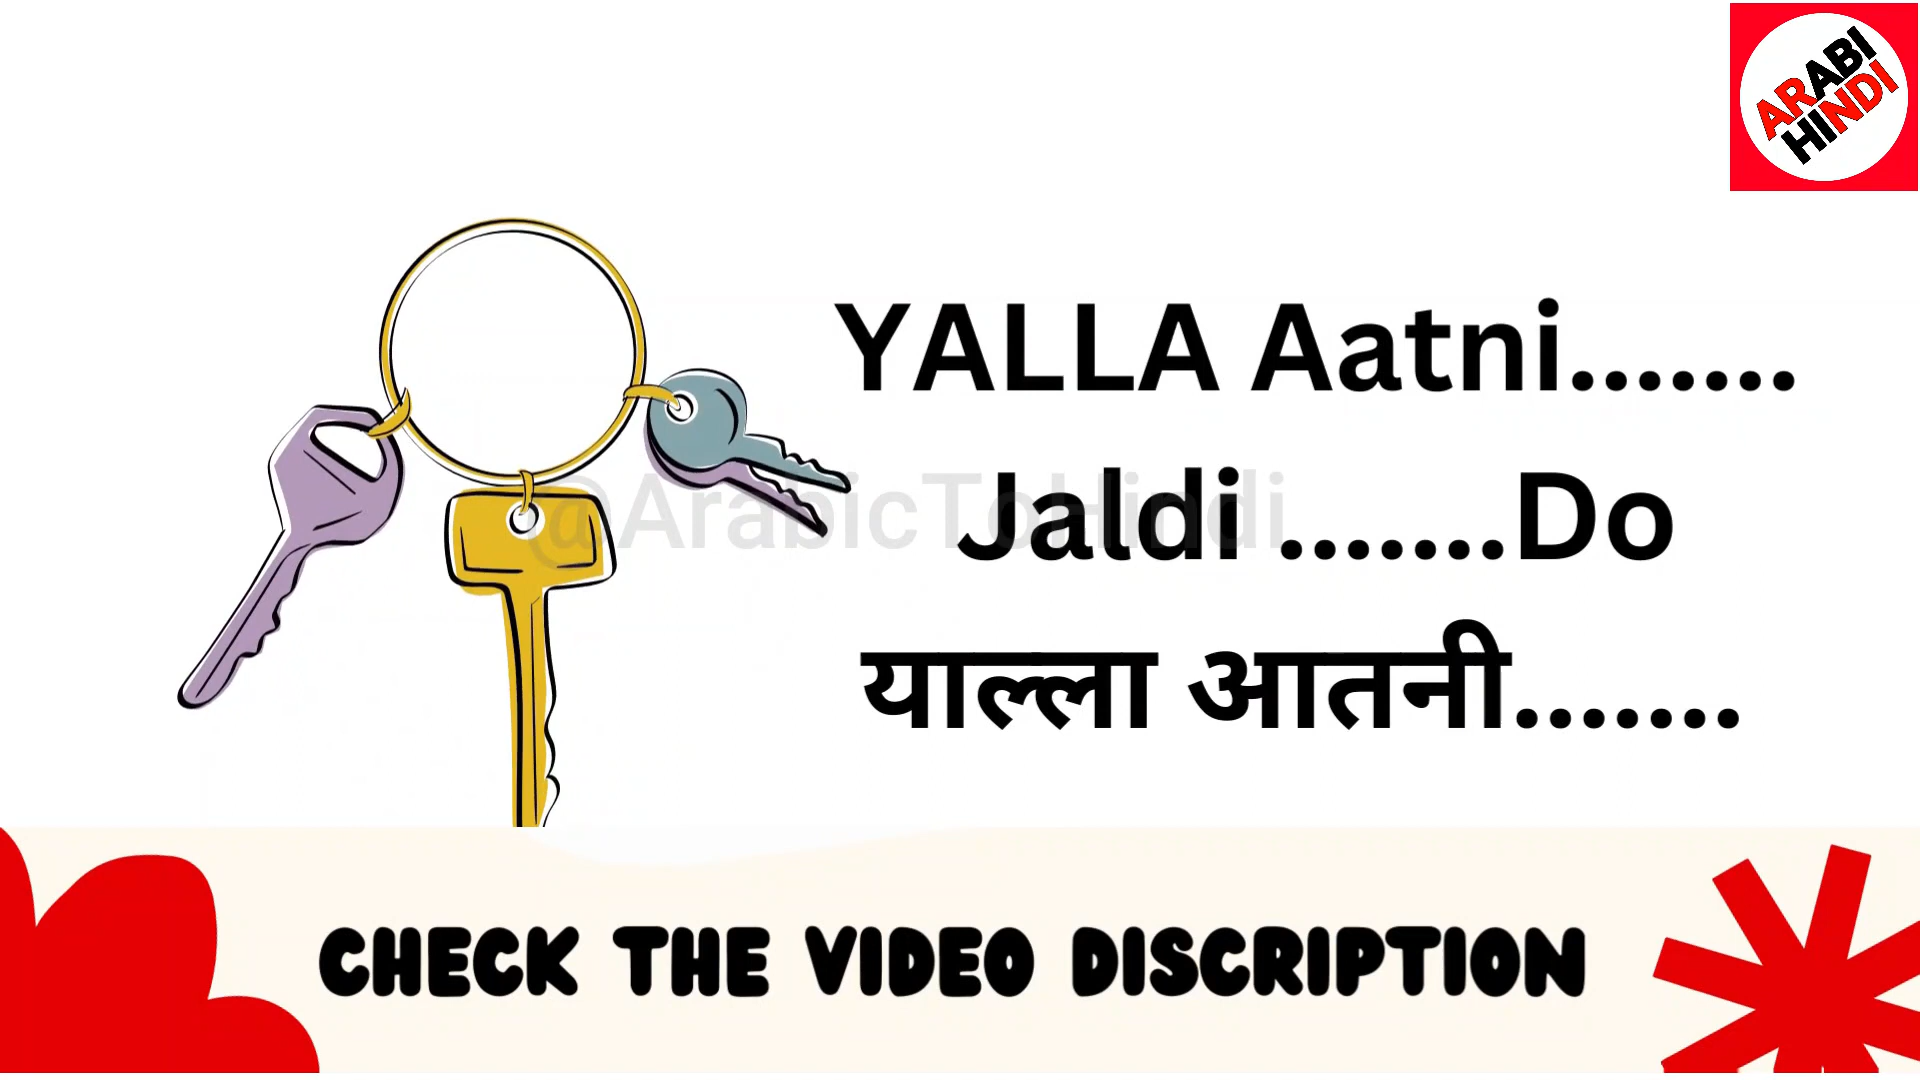 ARABI
HINDI
YALLA Aatni.......
Jaldi .......Do
@ArabicToHindi
याल्ला आतनी.......
CHECK THE VIDEO DISCRIPTION